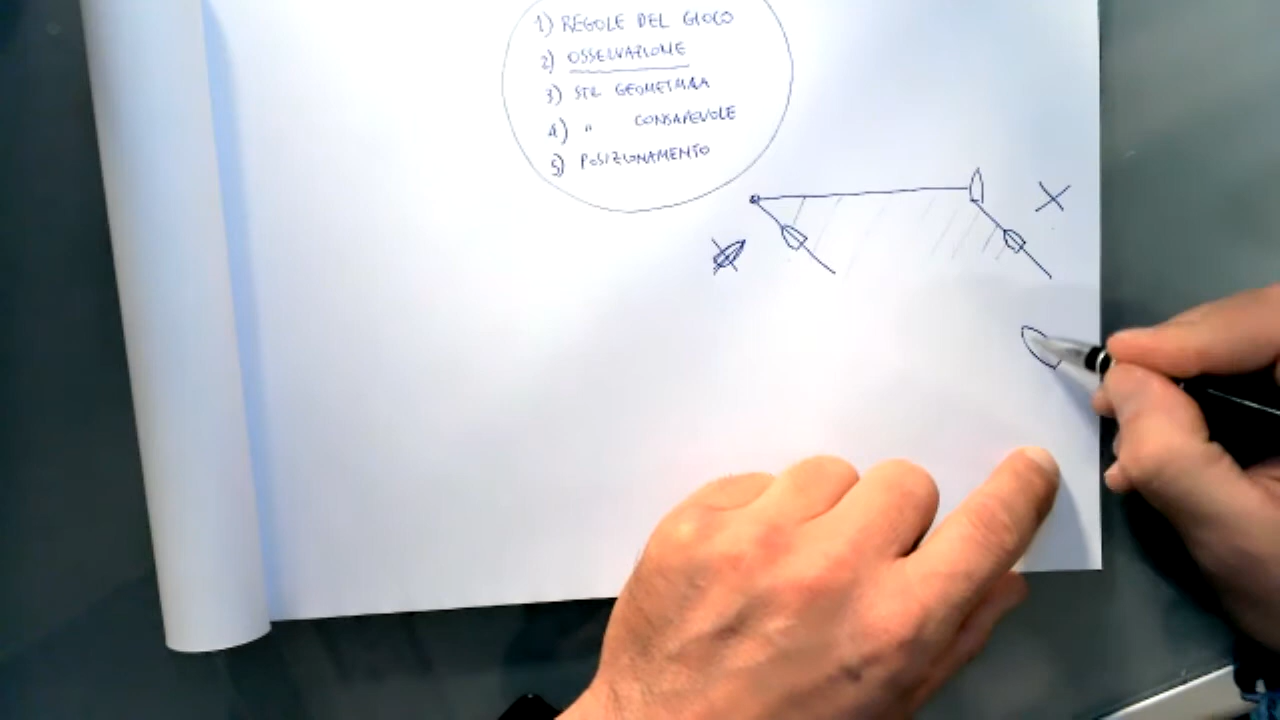 1) REGOLE DEL GIOCO
2) OSSERVAZIONE
3) STR GEOMETRICA
4) " CONSAPEVOLE
5) POSIZIONAMENTO